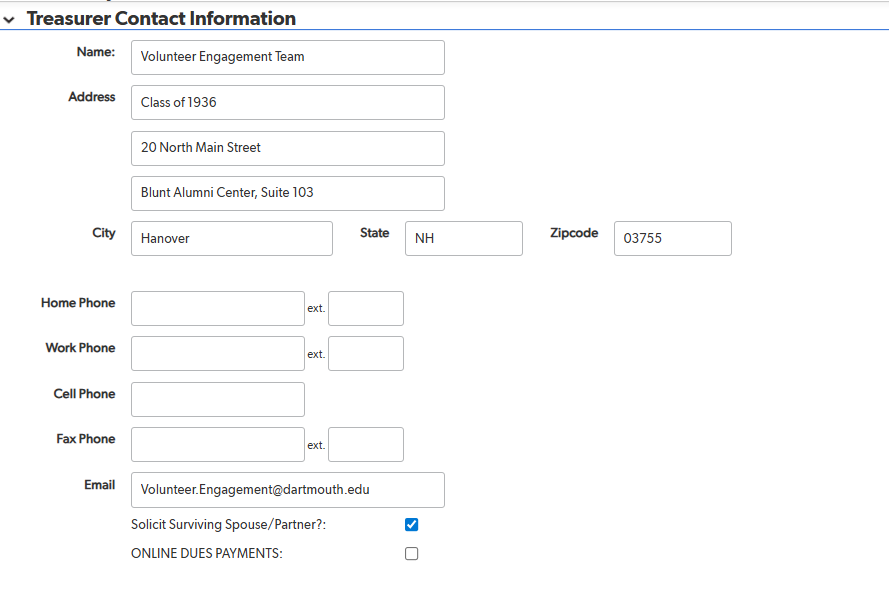 Treasurer Contact Information
Name: Volunteer Engagement Team
Address Class of 1936
20 North Main Street
Blunt Alumni Center, Suite 103
City Hanover State NH Zipcode 03755
Home Phone ext.
Work Phone ext.
Cell Phone
Fax Phone ext.
Email Volunteer.Engagement@dartmouth.edu
Solicit Surviving Spouse/Partner?:
ONLINE DUES PAYMENTS: